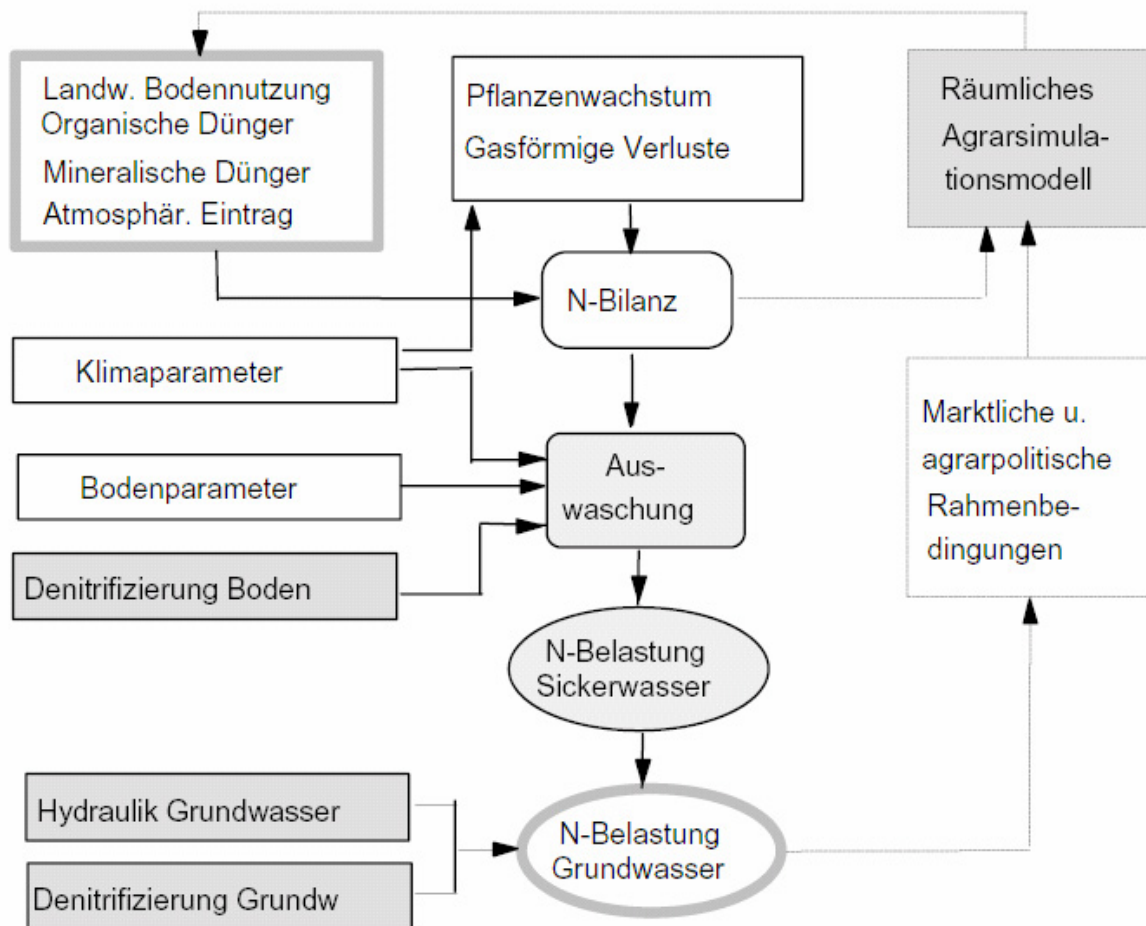 Landw. Bodennutzung
Organische Dünger
Mineralische Dünger
Atmosphär. Eintrag
Pflanzenwachstum
Gasförmige Verluste
Räumliches
Agrarsimula-
tionsmodell
N-Bilanz
Klimaparameter
Marktliche u.
agrarpolitische
Rahmenbe-
dingungen
Aus-
waschung
Bodenparameter
Denitrifizierung Boden
N-Belastung
Sickerwasser
Hydraulik Grundwasser
N-Belastung
Grundwasser
Denitrifizierung Grundw